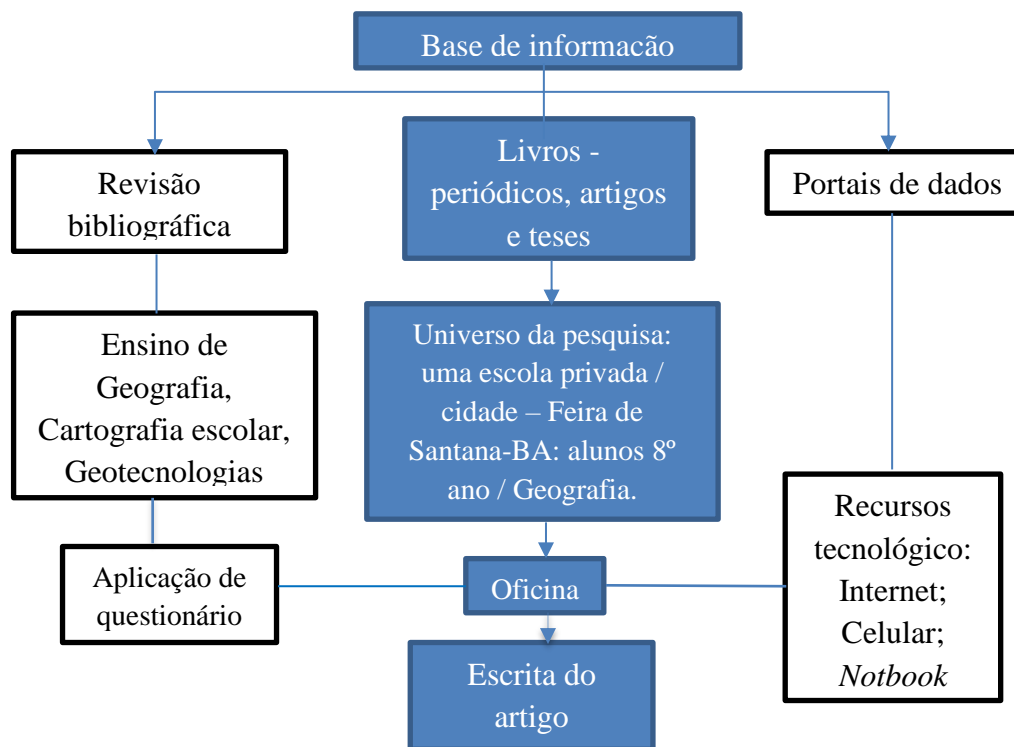 Base de informacão
Revisão
bibliográfica
Livros -
periódicos, artigos
e teses
Portais de dados
Ensino de
Geografia,
Cartografia escolar,
Geotecnologias
Universo da pesquisa:
uma escola privada /
cidade – Feira de
Santana-BA: alunos 8º
ano / Geografia.
Recursos
tecnológico:
Internet;
Celular;
Notbook
Aplicação de
questionário
Oficina
Escrita do
artigo